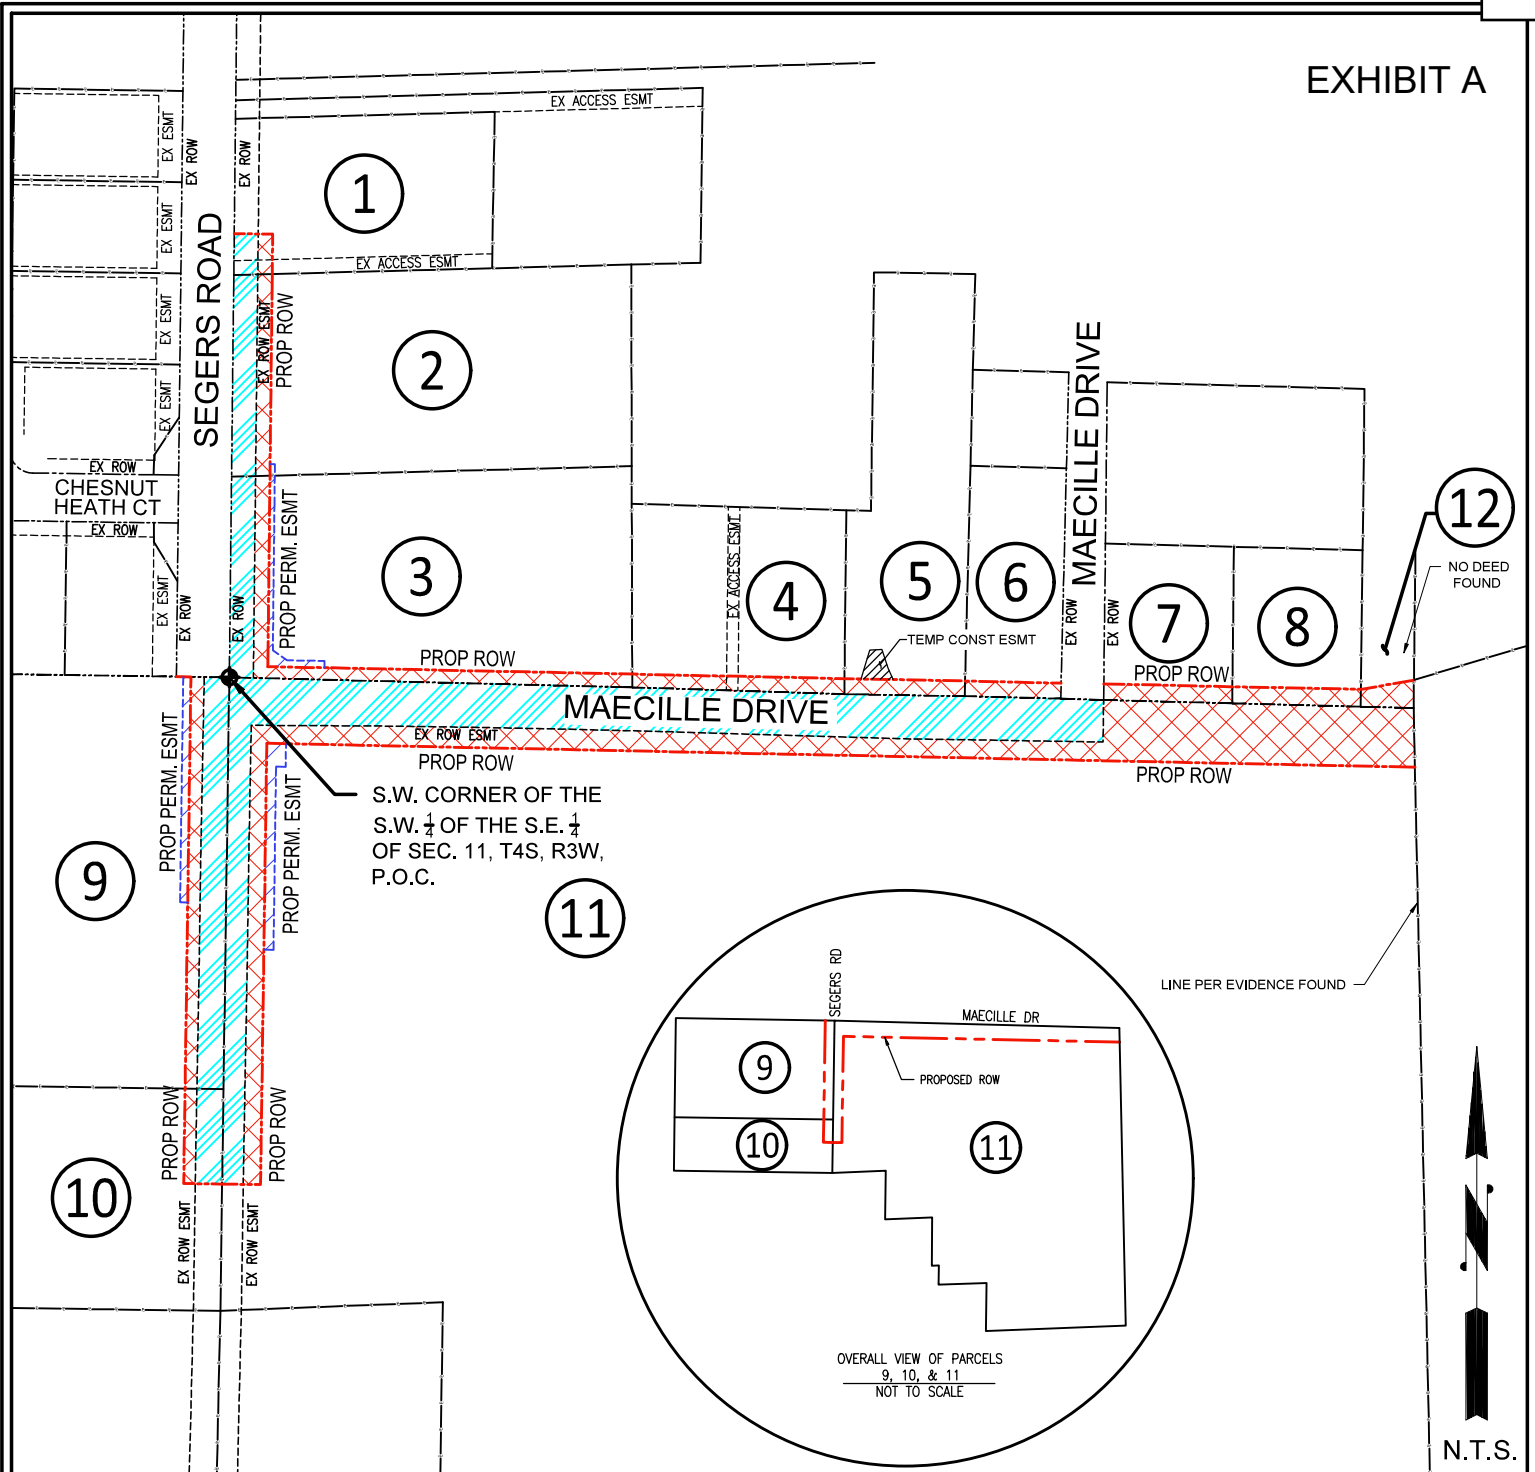 EXHIBIT A
EX ACCESS ESMT
EX ESMT
EX ROW
EX ROW
1
EX ESMT
SEGERS ROAD
EX ACCESS ESMT
EX ESMT
EX ROW ESMT
PROP ROW
2
MAECILLE DRIVE
EX ESMT
EX ROW
CHESNUT
HEATH CT
EX ROW
PROP PERM. ESMT
3
EX ACCESS ESMT
4
5
6
7
8
12
NO DEED
FOUND
EX ESMT
EX ROW
EX ROW
TEMP CONST ESMT
EX ROW
EX ROW
PROP ROW
PROP ROW
MAECILLE DRIVE
EX ROW ESMT
PROP ROW
PROP ROW
PROP PERM. ESMT
PROP PERM. ESMT
S.W. CORNER OF THE
S.W. 1/4 OF THE S.E. 1/4
OF SEC. 11, T4S, R3W,
P.O.C.
9
11
LINE PER EVIDENCE FOUND
SEGERS RD
MAECILLE DR
9
PROPOSED ROW
10
11
PROP ROW
PROP ROW
10
EX ROW ESMT
EX ROW ESMT
OVERALL VIEW OF PARCELS
9, 10, & 11
NOT TO SCALE
N
N.T.S.